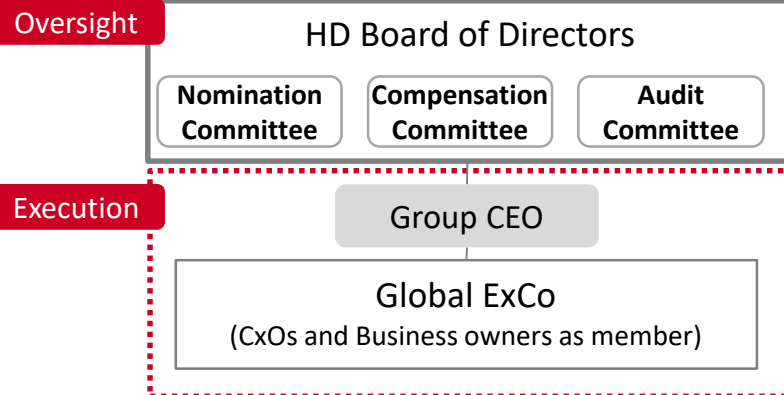 Oversight
HD Board of Directors
Nomination
Committee
Compensation
Committee
Audit
Committee
Execution
Group CEO
Global ExCo
(CxOs and Business owners as member)